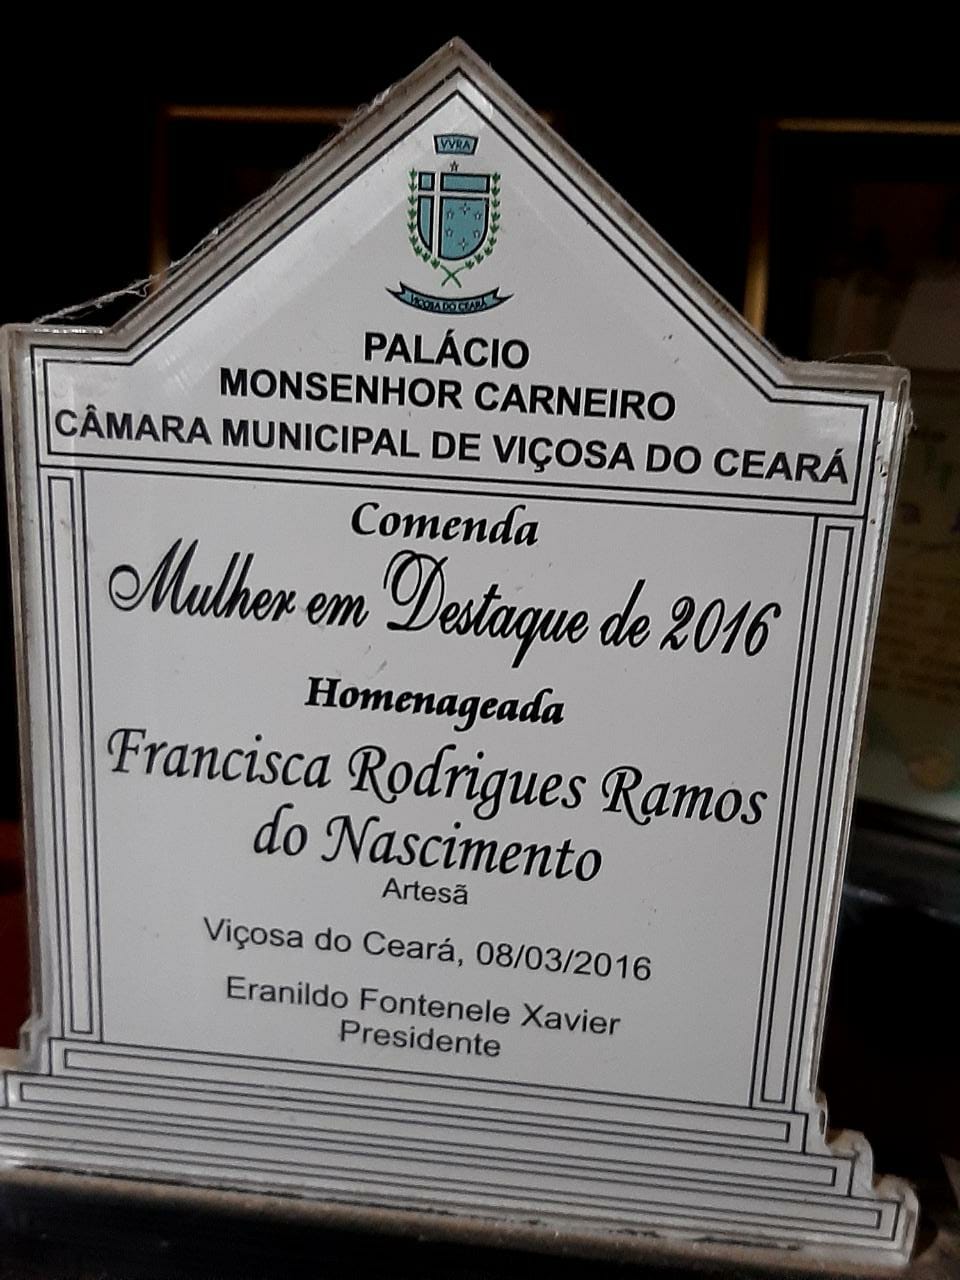 VVRA
VIÇOSA DO CEARÁ
PALÁCIO
MONSENHOR CARNEIRO
CÂMARA MUNICIPAL DE VIÇOSA DO CEARÁ
Comenda
Mulher em Destaque de 2016
Homenageada
Francisca Rodrigues Ramos
do Nascimento
Artesã
Viçosa do Ceará, 08/03/2016
Eranildo Fontenele Xavier
Presidente